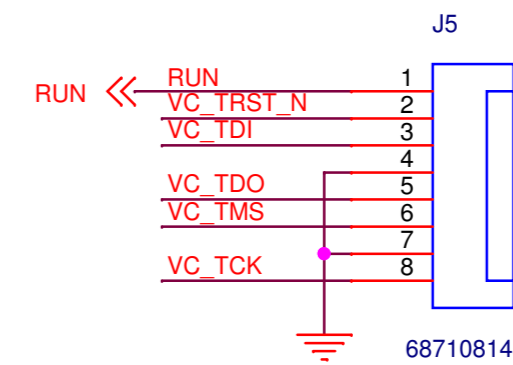 J5
RUN RUN 1
VC_TRST_N 2
VC_TDI 3
4
VC_TDO 5
VC_TMS 6
7
VC_TCK 8
68710814